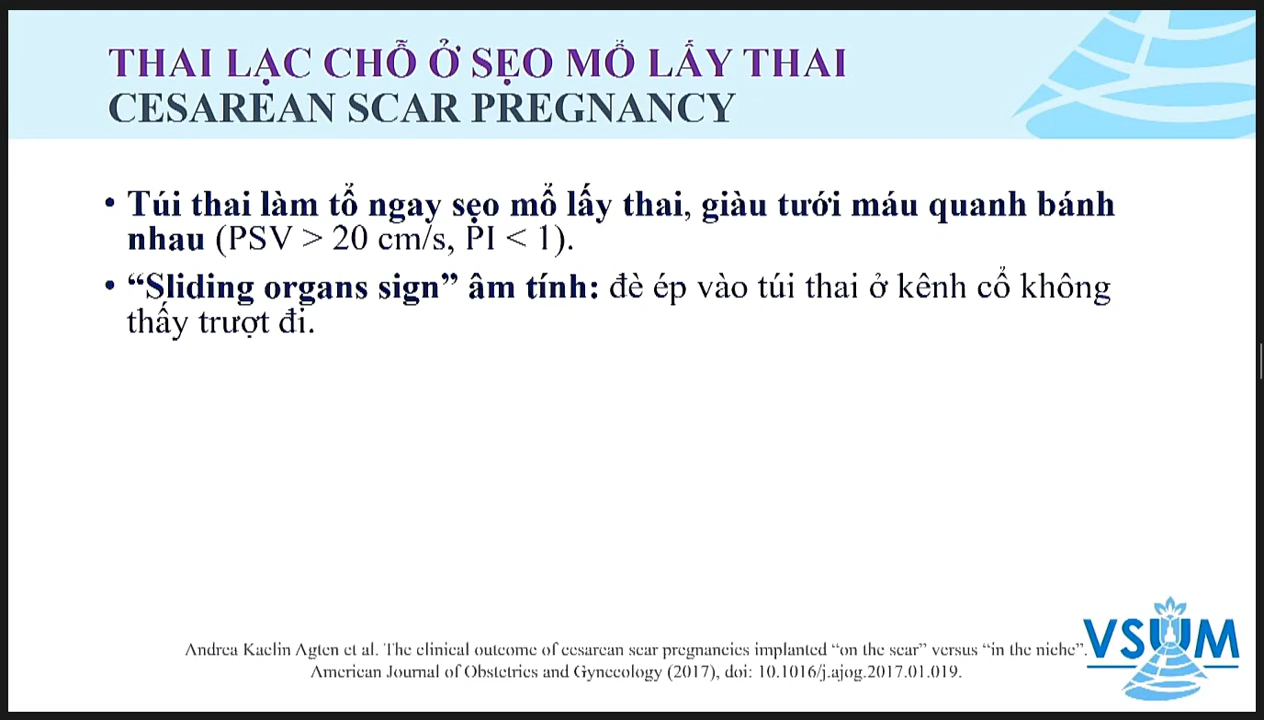 THAI LẠC CHỖ Ở SẸO MỔ LẤY THAI
CESAREAN SCAR PREGNANCY
• Túi thai làm tổ ngay sẹo mổ lấy thai, giàu tưới máu quanh bánh
nhau (PSV > 20 cm/s, PI < 1).
• “Sliding organs sign” âm tính: đè ép vào túi thai ở kênh cổ không
thấy trượt đi.
Andrea Kaelin Agten et al. The clinical outcome of cesarean scar pregnancies implanted “on the scar” versus “in the niche”.
American Journal of Obstetrics and Gynecology (2017), doi: 10.1016/j.ajog.2017.01.019.
VSUM